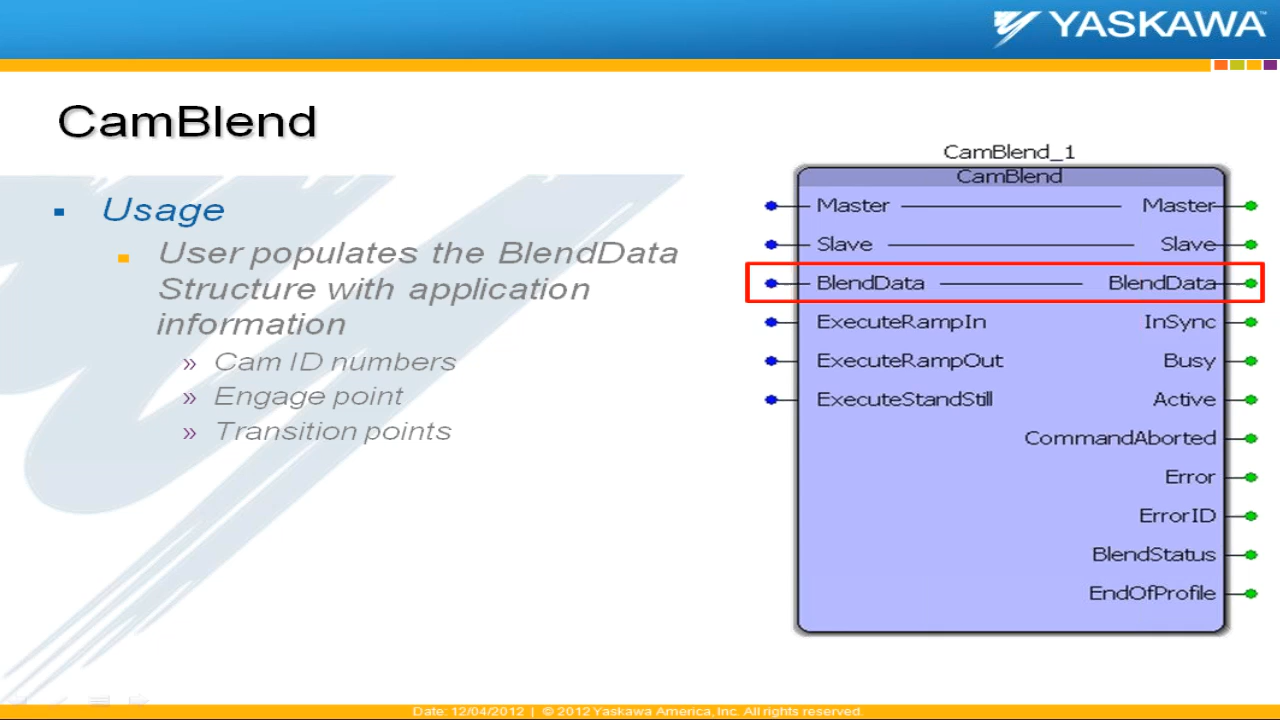 YASKAWA
CamBlend
Usage
User populates the BlendData
Structure with application
information
» Cam ID numbers
» Engage point
» Transition points
CamBlend_1
CamBlend
Master Master
Slave Slave
BlendData BlendData
ExecuteRampIn InSync
ExecuteRampOut Busy
ExecuteStandStill Active
CommandAborted
Error
ErrorID
BlendStatus
EndOfProfile
Date: 12/04/2012 | © 2012 Yaskawa America, Inc. All rights reserved.